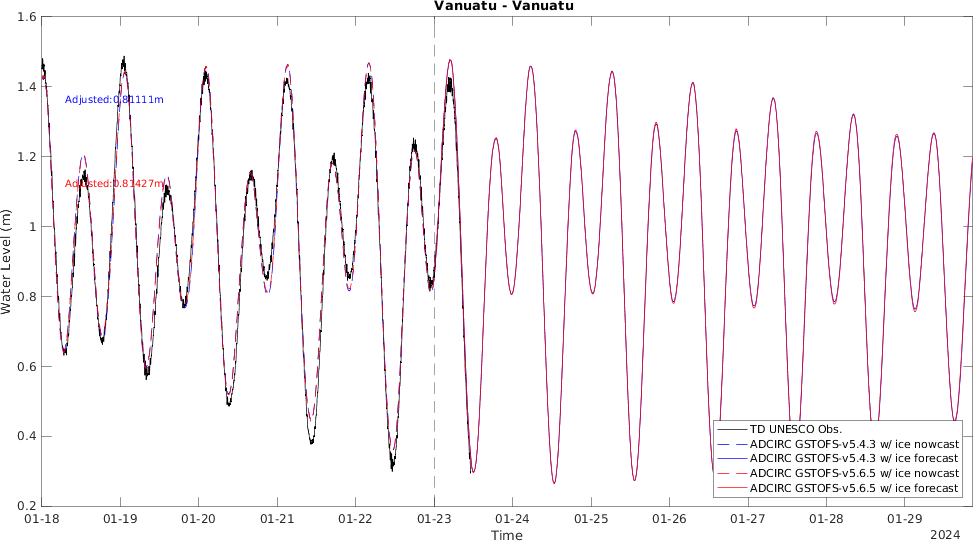 Vanuatu - Vanuatu
1.6
1.4
1.2
1
0.8
0.6
0.4
0.2
Water Level (m)
Adjusted:0.81111m
Adjusted:0.81427m
TD UNESCO Obs.
ADCIRC GSTOFS-v5.4.3 w/ ice nowcast
ADCIRC GSTOFS-v5.4.3 w/ ice forecast
ADCIRC GSTOFS-v5.6.5 w/ ice nowcast
ADCIRC GSTOFS-v5.6.5 w/ ice forecast
01-18 01-19 01-20 01-21 01-22 01-23 01-24 01-25 01-26 01-27 01-28 01-29
Time
2024